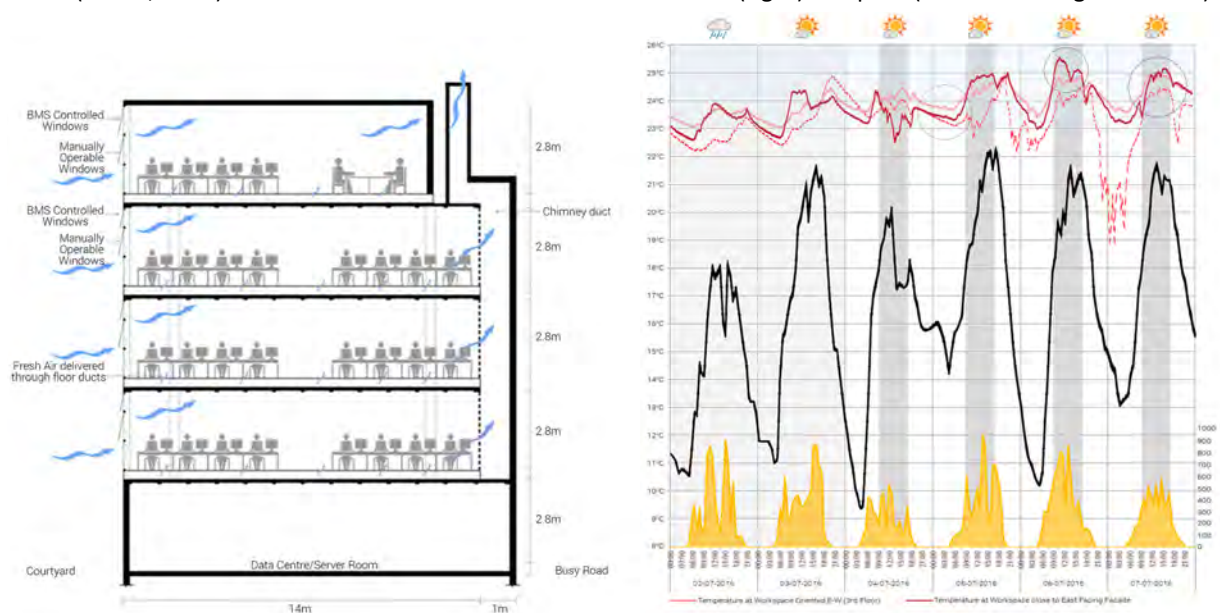 BMS Controlled
Windows
Manually
Operable
Windows
BMS Controlled
Windows
Manually
Operable
Windows
Fresh Air delivered
through floor ducts
Courtyard
2.8m
Chimney duct
2.8m
2.8m
2.8m
2.8m
Data Centre/Server Room
Busy Road
14m
1m
26°C
25°C
24°C
23°C
22°C
21°C
20°C
19°C
18°C
17°C
16°C
15°C
14°C
13°C
12°C
11°C
10°C
9°C
8°C
1000
900
800
700
600
500
400
300
200
100
0
02-07-2016
03-07-2016
04-07-2016
05-07-2016
06-07-2016
07-07-2016
Temperature at Workspace Oriented E-W (3rd Floor)
Temperature at Workspace close to East Facing Facade